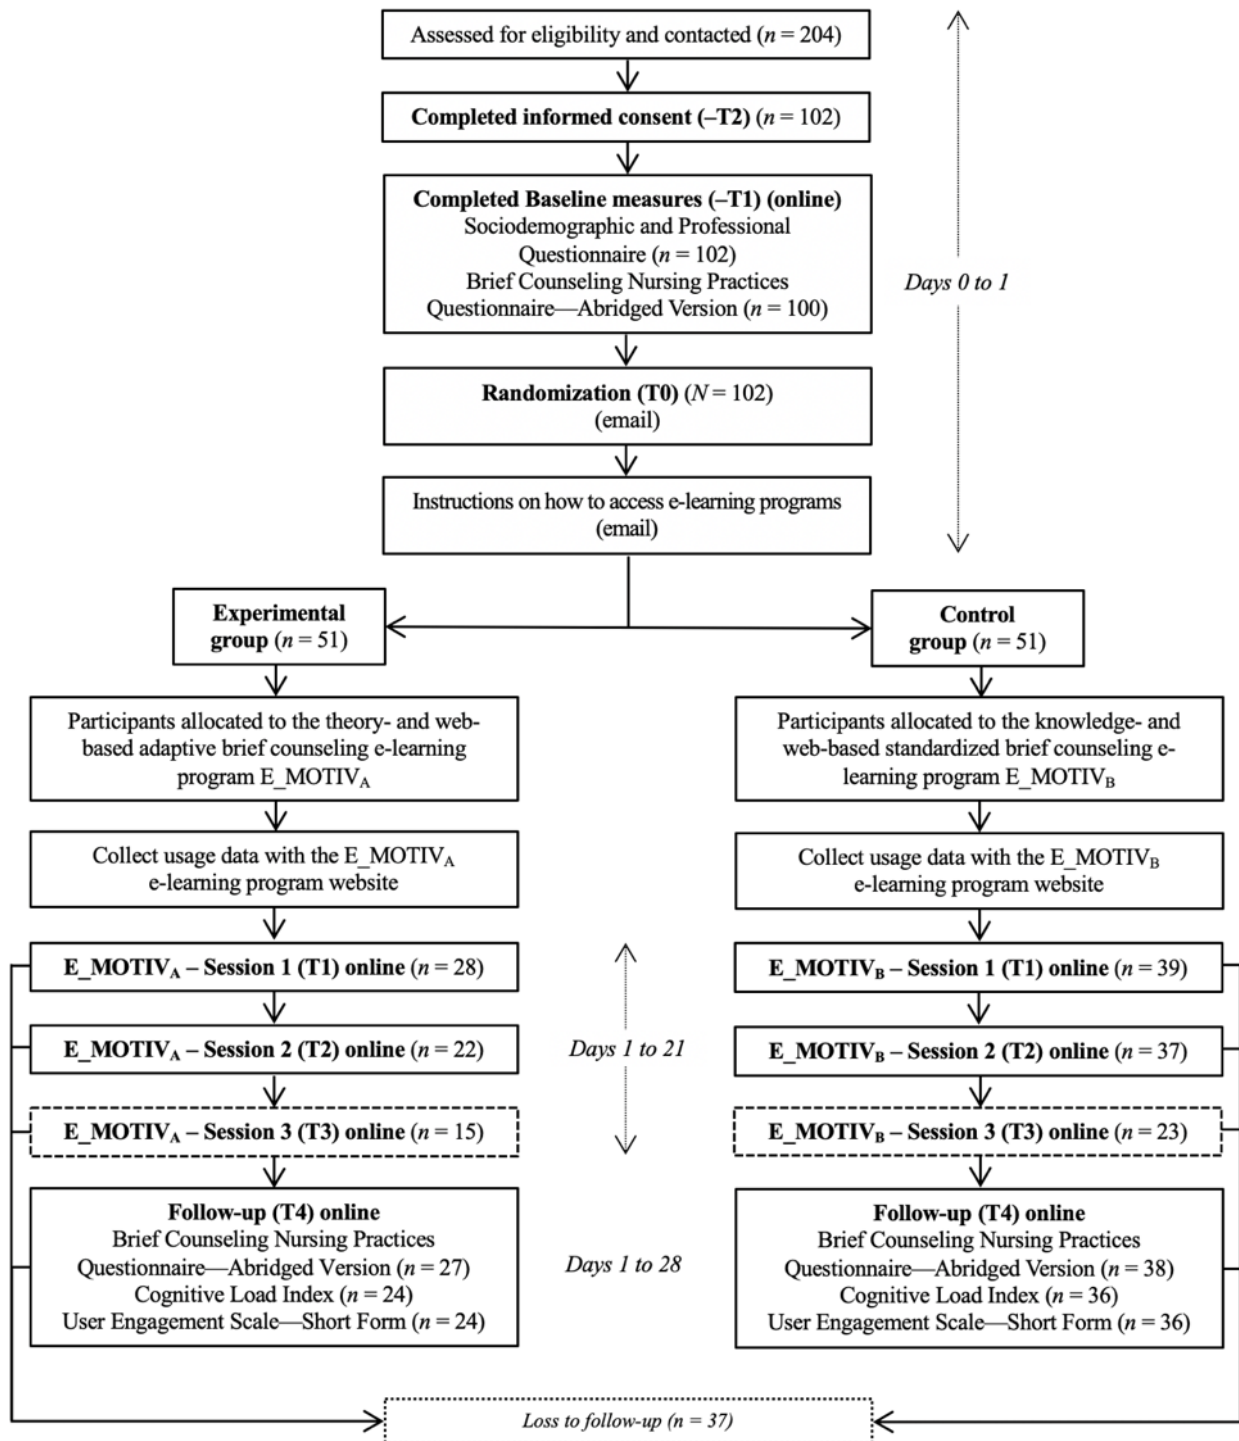 Assessed for eligibility and contacted (n = 204)
Completed informed consent (–T2) (n = 102)
Completed Baseline measures (–T1) (online)
Sociodemographic and Professional
Questionnaire (n = 102)
Brief Counseling Nursing Practices
Questionnaire—Abridged Version (n = 100)
Days 0 to 1
Randomization (T0) (N = 102)
(email)
Instructions on how to access e-learning programs
(email)
Experimental
group (n = 51)
Control
group (n = 51)
Participants allocated to the theory- and web-
based adaptive brief counseling e-learning
program E_MOTIVA
Participants allocated to the knowledge- and
web-based standardized brief counseling e-
learning program E_MOTIVB
Collect usage data with the E_MOTIVA
e-learning program website
Collect usage data with the E_MOTIVB
e-learning program website
E_MOTIVA – Session 1 (T1) online (n = 28)
E_MOTIVB – Session 1 (T1) online (n = 39)
E_MOTIVA – Session 2 (T2) online (n = 22)
Days 1 to 21
E_MOTIVB – Session 2 (T2) online (n = 37)
E_MOTIVA – Session 3 (T3) online (n = 15)
E_MOTIVB – Session 3 (T3) online (n = 23)
Follow-up (T4) online
Brief Counseling Nursing Practices
Questionnaire—Abridged Version (n = 27)
Cognitive Load Index (n = 24)
User Engagement Scale—Short Form (n = 24)
Days 1 to 28
Follow-up (T4) online
Brief Counseling Nursing Practices
Questionnaire—Abridged Version (n = 38)
Cognitive Load Index (n = 36)
User Engagement Scale—Short Form (n = 36)
Loss to follow-up (n = 37)